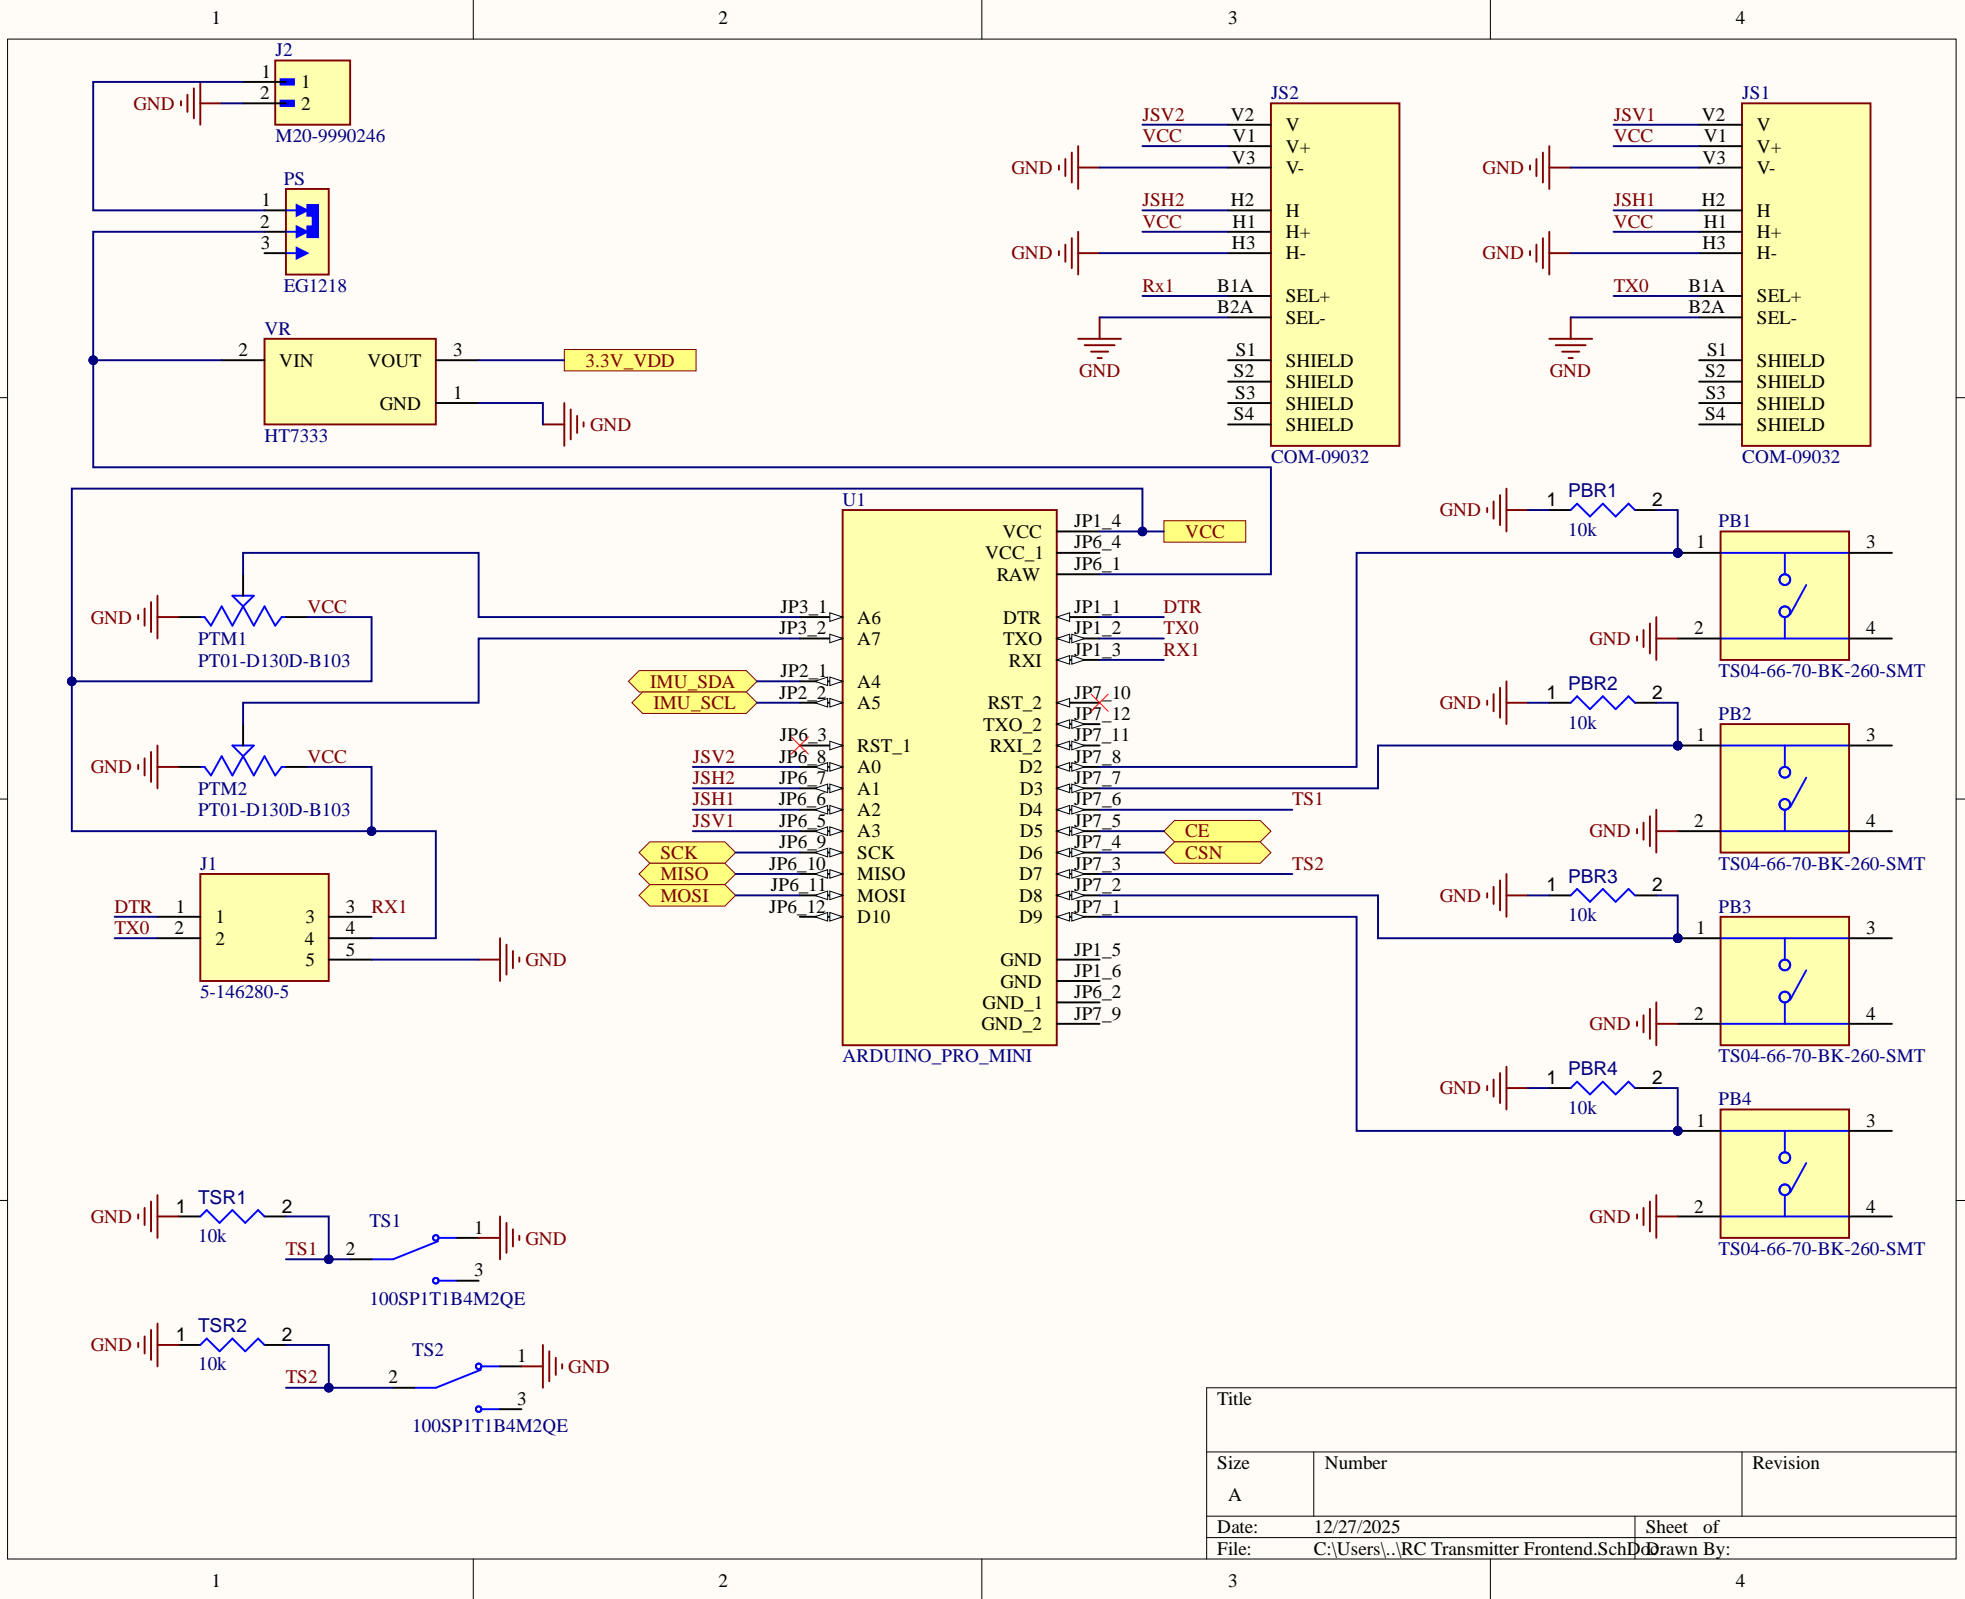 1 2 3 4
J2
1 1
2 2
GND
M20-9990246
PS
1
2
3
EG1218
VR
2 VIN VOUT 3
3.3V_VDD
GND 1
GND
HT7333
JS2
JSV2 V2 V
VCC V1 V+
GND V3 V-
JSH2 H2 H
VCC H1 H+
GND H3 H-
Rx1 B1A SEL+
B2A SEL-
GND
S1 SHIELD
S2 SHIELD
S3 SHIELD
S4 SHIELD
COM-09032
JS1
JSV1 V2 V
VCC V1 V+
GND V3 V-
JSH1 H2 H
VCC H1 H+
GND H3 H-
TX0 B1A SEL+
B2A SEL-
GND
S1 SHIELD
S2 SHIELD
S3 SHIELD
S4 SHIELD
COM-09032
GND VCC
PTM1
PT01-D130D-B103
GND VCC
PTM2
PT01-D130D-B103
J1
DTR 1 1 3 3 RX1
TX0 2 2 4 4
5 5 GND
5-146280-5
U1
VCC JP1_4 VCC
VCC_1 JP6_4
RAW JP6_1
JP3_1 A6 DTR JP1_1 DTR
JP3_2 A7 TXO JP1_2 TX0
RXI JP1_3 RX1
IMU_SDA JP2_1 A4
IMU_SCL JP2_2 A5 RST_2 JP7_10
TXO_2 JP7_12
JP6_3 RST_1 RXI_2 JP7_11
JSV2 JP6_8 A0 D2 JP7_8
JSH2 JP6_7 A1 D3 JP7_7
JSH1 JP6_6 A2 D4 JP7_6 TS1
JSV1 JP6_5 A3 D5 JP7_5 CE
SCK JP6_9 SCK D6 JP7_4 CSN
MISO JP6_10 MISO D7 JP7_3 TS2
MOSI JP6_11 MOSI D8 JP7_2
JP6_12 D10 D9 JP7_1
GND JP1_5
GND JP1_6
GND_1 JP6_2
GND_2 JP7_9
ARDUINO_PRO_MINI
GND 1 PBR1 2
10k
PB1
1 3
GND 2 4
TS04-66-70-BK-260-SMT
GND 1 PBR2 2
10k
PB2
1 3
GND 2 4
TS04-66-70-BK-260-SMT
GND 1 PBR3 2
10k
PB3
1 3
GND 2 4
TS04-66-70-BK-260-SMT
GND 1 PBR4 2
10k
PB4
1 3
GND 2 4
TS04-66-70-BK-260-SMT
GND 1 TSR1 2
10k
TS1
TS1 2
1 GND
3
100SP1T1B4M2QE
GND 1 TSR2 2
10k
TS2
TS2 2
1 GND
3
100SP1T1B4M2QE
Title
Size Number Revision
A
Date: 12/27/2025 Sheet of
File: C:\Users\..\RC Transmitter Frontend.SchDoc Drawn By:
1 2 3 4